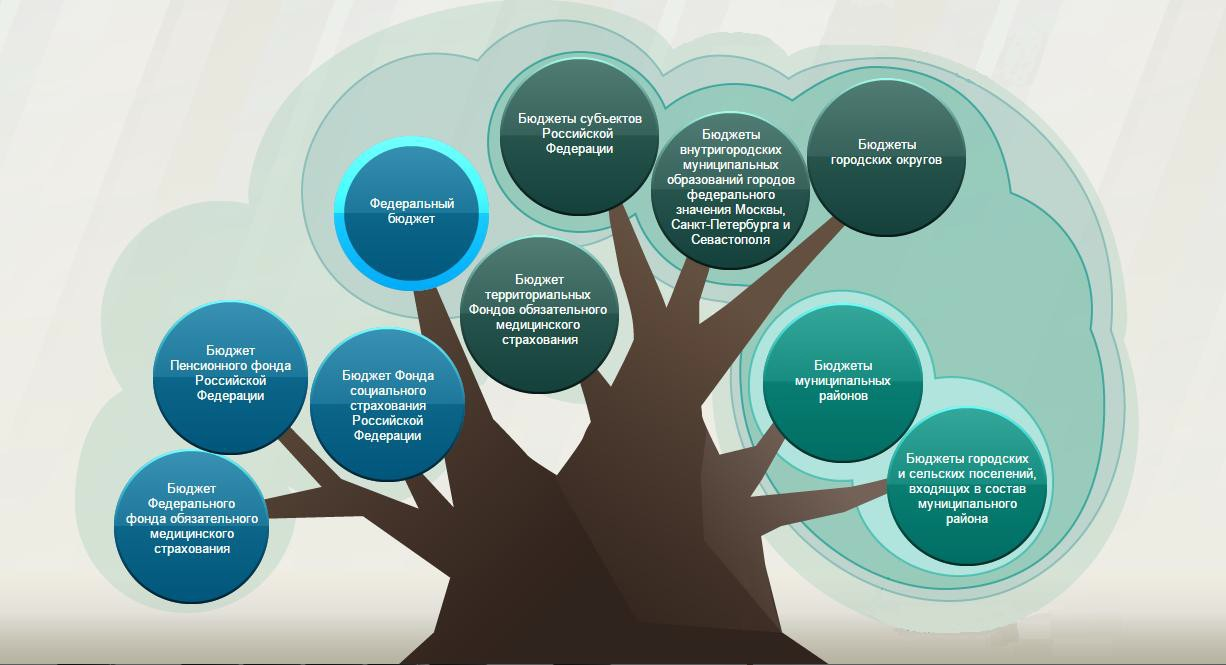 Бюджеты субъектов
Российской
Федерации
Бюджеты
внутригородских
муниципальных
образований городов
федерального
значения Москвы,
Санкт-Петербурга и
Севастополя
Бюджеты
городских округов
Федеральный
бюджет
Бюджет
территориальных
Фондов обязательного
медицинского
страхования
Бюджет
Пенсионного фонда
Российской
Федерации
Бюджет Фонда
социального
страхования
Российской
Федерации
Бюджеты
муниципальных
районов
Бюджеты городских
и сельских поселений,
входящих в состав
муниципального
района
Бюджет
Федерального
фонда обязательного
медицинского
страхования